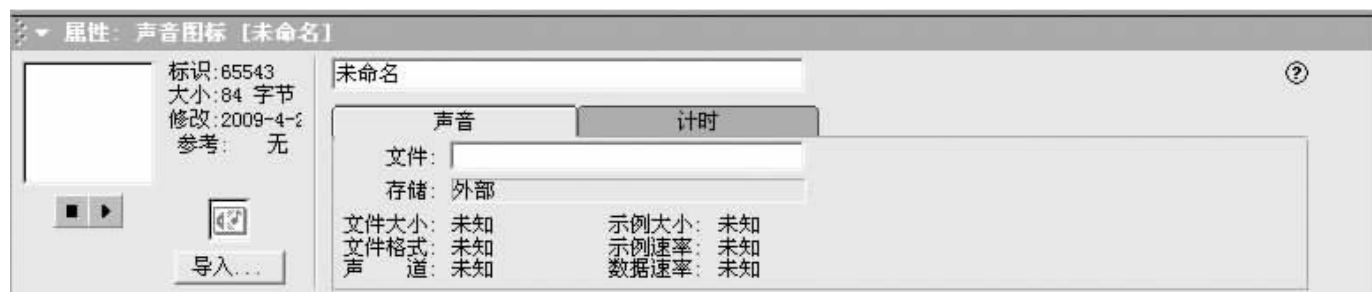 属性: 声音图标 [未命名]
标识:65543
大小:84 字节
修改:2009-4-2
参考: 无
导入...
未命名
声音 计时
文件:
存储: 外部
文件大小: 未知 示例大小: 未知
文件格式: 未知 示例速率: 未知
声 道: 未知 数据速率: 未知